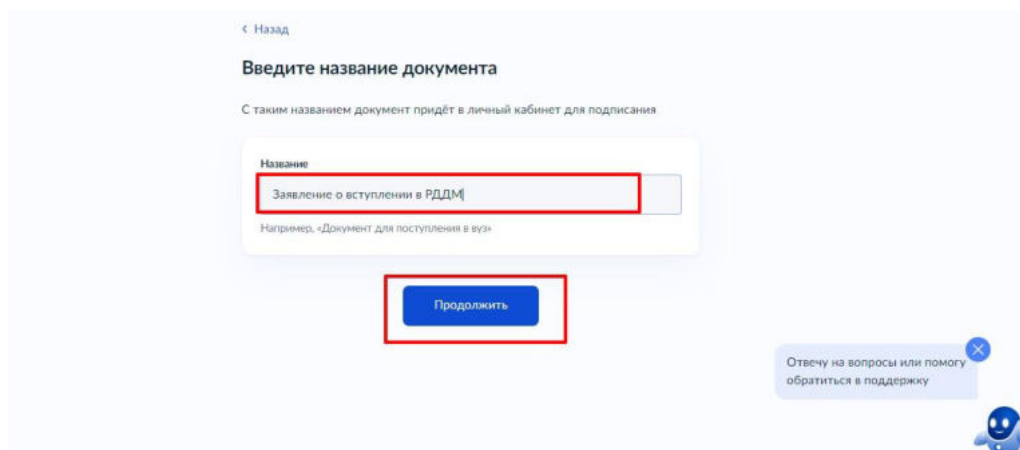 < Назад
Введите название документа
С таким названием документ придёт в личный кабинет для подписания
Название
Заявление о вступлении в РДДМ
Например, «Документ для поступления в вуз»
Продолжить
Отвечу на вопросы или помогу
обратиться в поддержку